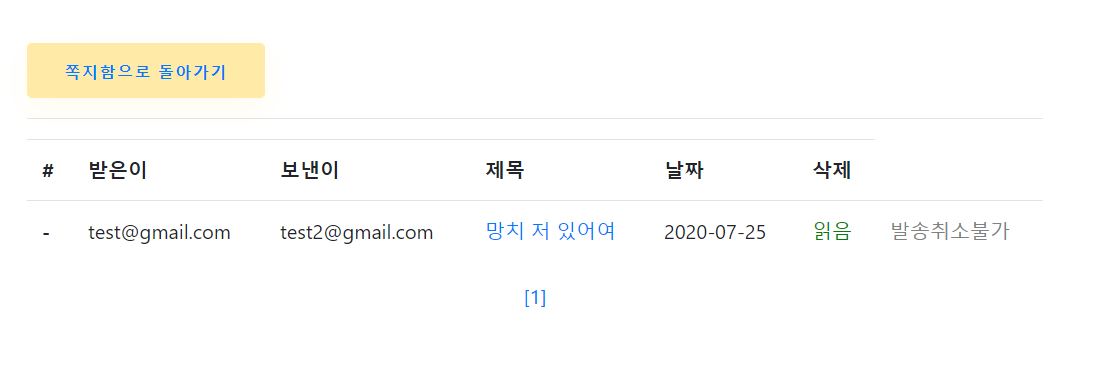 쪽지함으로 돌아가기
# 받은이 보낸이 제목 날짜 삭제
- test@gmail.com test2@gmail.com 망치 저 있어여 2020-07-25 읽음 발송취소불가
[1]